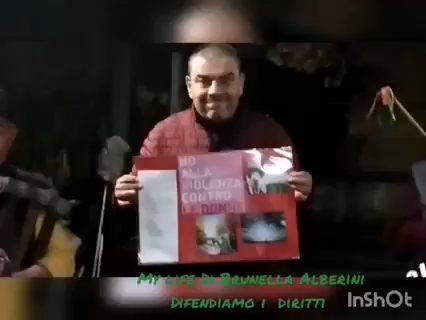 NO
ALLA
VIOLENZA
CONTRO
LE DONNE
My life di Brunella Alberini
Difendiamo i diritti
InShOt